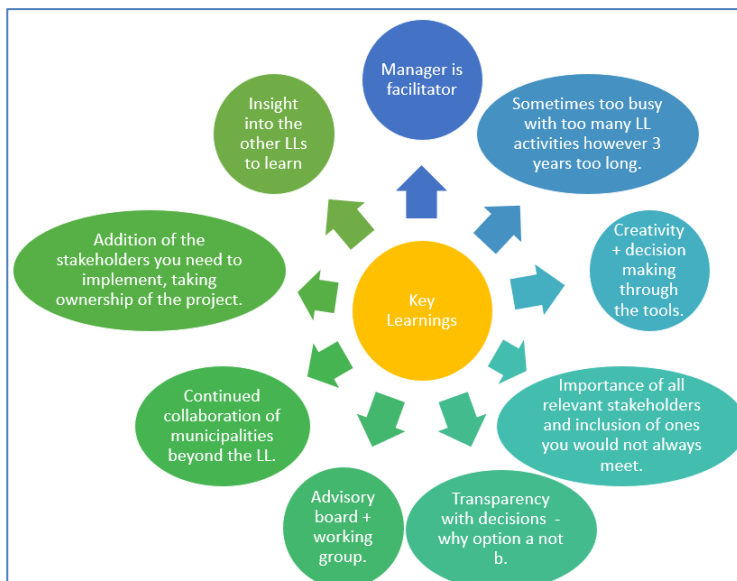 Manager is
facilitator
Sometimes too busy
with too many LL
activities however 3
years too long.
Creativity
+ decision
making
through
the tools.
Importance of all
relevant stakeholders
and inclusion of ones
you would not always
meet.
Transparency
with decisions -
why option a not
b.
Advisory
board +
working
group.
Continued
collaboration of
municipalities
beyond the LL.
Addition of the
stakeholders you need to
implement, taking
ownership of the project.
Insight
into the
other LLs
to learn
Key
Learnings